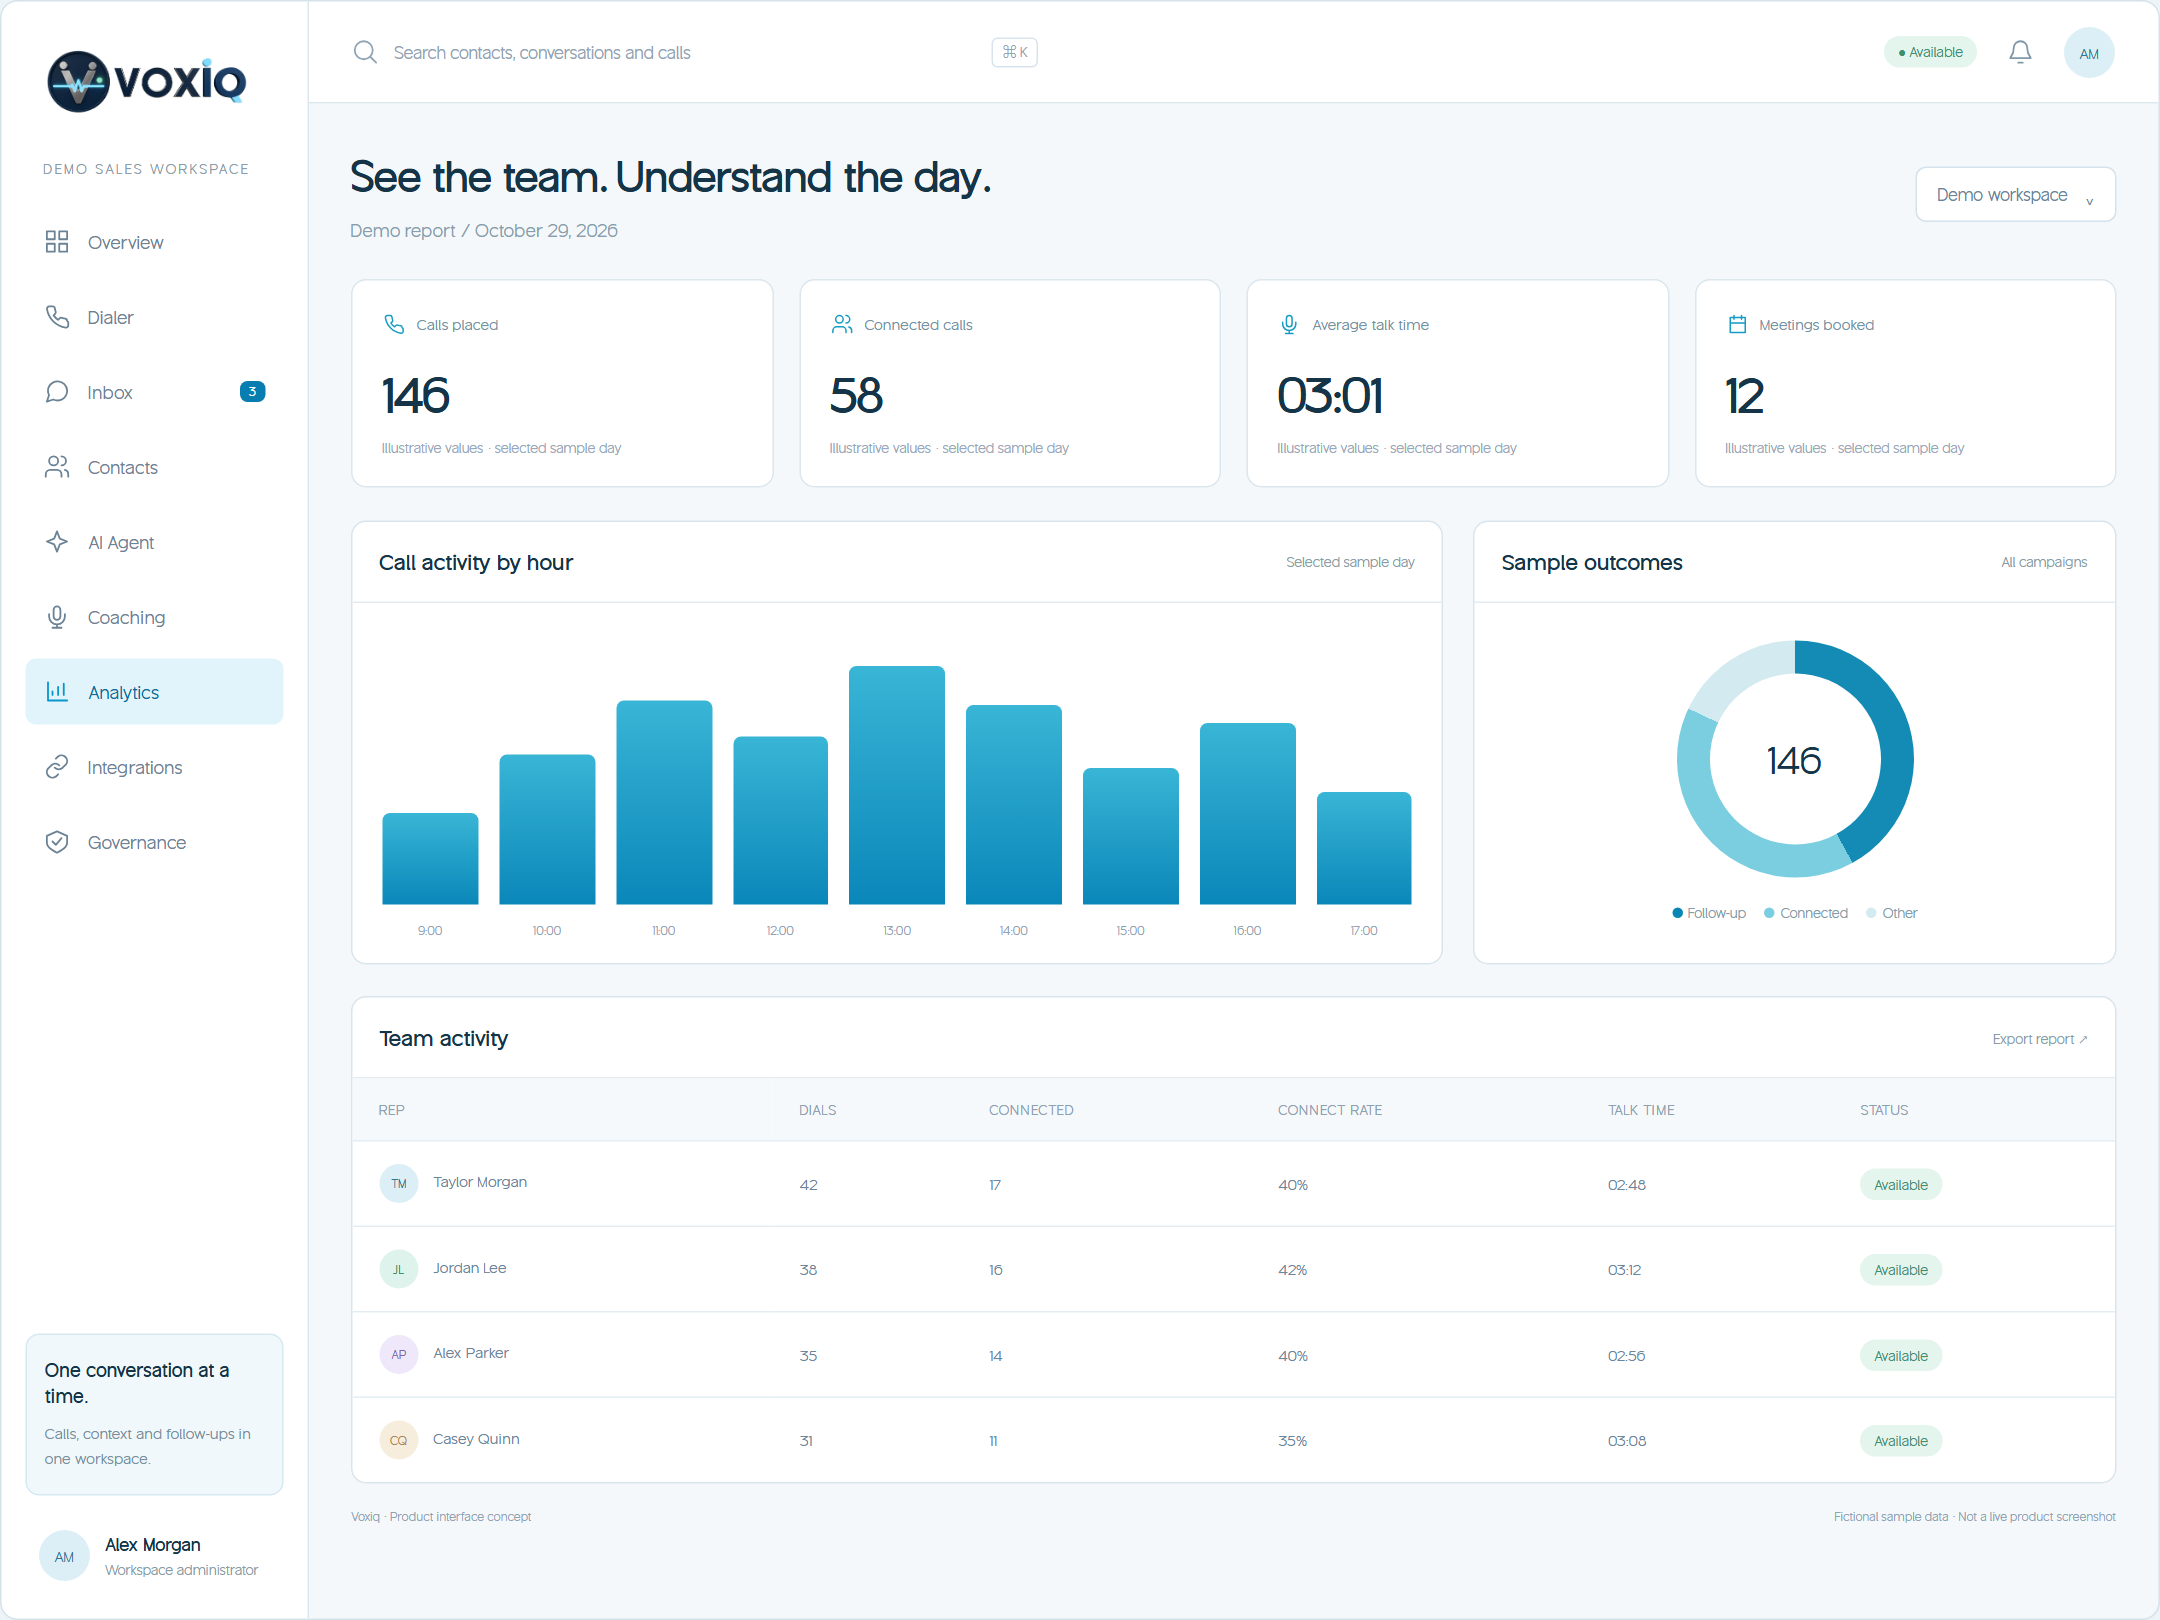 voxiq
DEMO SALES WORKSPACE
Overview
Dialer
Inbox 3
Contacts
AI Agent
Coaching
Analytics
Integrations
Governance
One conversation at a
time.
Calls, context and follow-ups in
one workspace.
AM
Alex Morgan
Workspace administrator
Search contacts, conversations and calls ⌘ K
• Available
AM
See the team. Understand the day.
Demo report / October 29, 2026
Demo workspace v
Calls placed
146
Illustrative values · selected sample day
Connected calls
58
Illustrative values · selected sample day
Average talk time
03:01
Illustrative values · selected sample day
Meetings booked
12
Illustrative values · selected sample day
Call activity by hour Selected sample day
9:00 10:00 11:00 12:00 13:00 14:00 15:00 16:00 17:00
Sample outcomes All campaigns
146
Follow-up Connected Other
Team activity Export report ↗
REP DIALS CONNECTED CONNECT RATE TALK TIME STATUS
TM Taylor Morgan 42 17 40% 02:48 Available
JL Jordan Lee 38 16 42% 03:12 Available
AP Alex Parker 35 14 40% 02:56 Available
CQ Casey Quinn 31 11 35% 03:08 Available
Voxiq · Product interface concept Fictional sample data · Not a live product screenshot